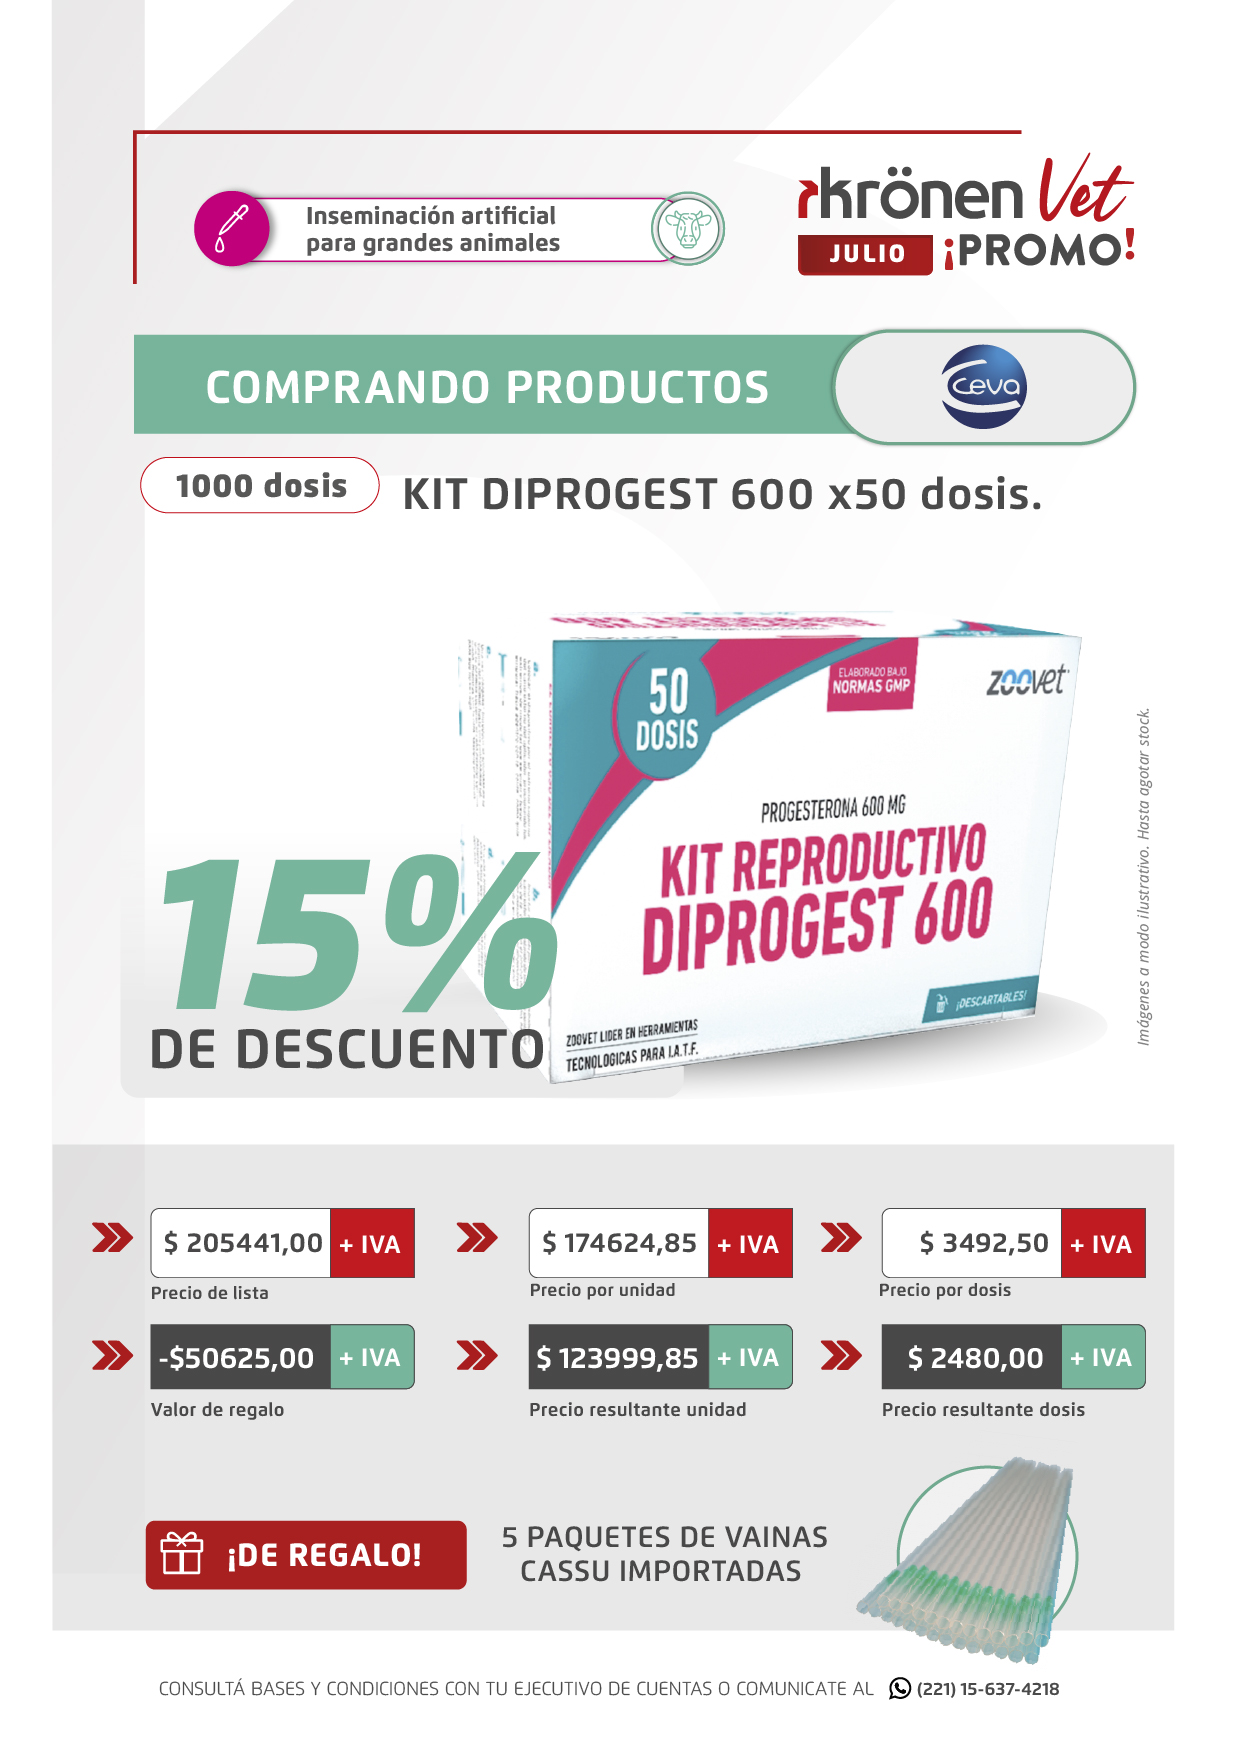 Inseminación artificial
para grandes animales
krönen Vet
JULIO
¡PROMO!
COMPRANDO PRODUCTOS
ceva
1000 dosis
KIT DIPROGEST 600 x50 dosis.
50
DOSIS
ELABORADO BAJO
NORMAS GMP
zoovet
PROGESTERONA 600 MG
KIT REPRODUCTIVO
DIPROGEST 600
¡DESCARTABLES!
ZOOVET LIDER EN HERRAMIENTAS
TECNOLOGICAS PARA I.A.T.F.
15%
DE DESCUENTO
Imágenes a modo ilustrativo. Hasta agotar stock.
$ 205441,00 + IVA
Precio de lista
$ 174624,85 + IVA
Precio por unidad
$ 3492,50 + IVA
Precio por dosis
-$50625,00 + IVA
Valor de regalo
$ 123999,85 + IVA
Precio resultante unidad
$ 2480,00 + IVA
Precio resultante dosis
¡DE REGALO!
5 PAQUETES DE VAINAS
CASSU IMPORTADAS
CONSULTÁ BASES Y CONDICIONES CON TU EJECUTIVO DE CUENTAS O COMUNICATE AL (221) 15-637-4218